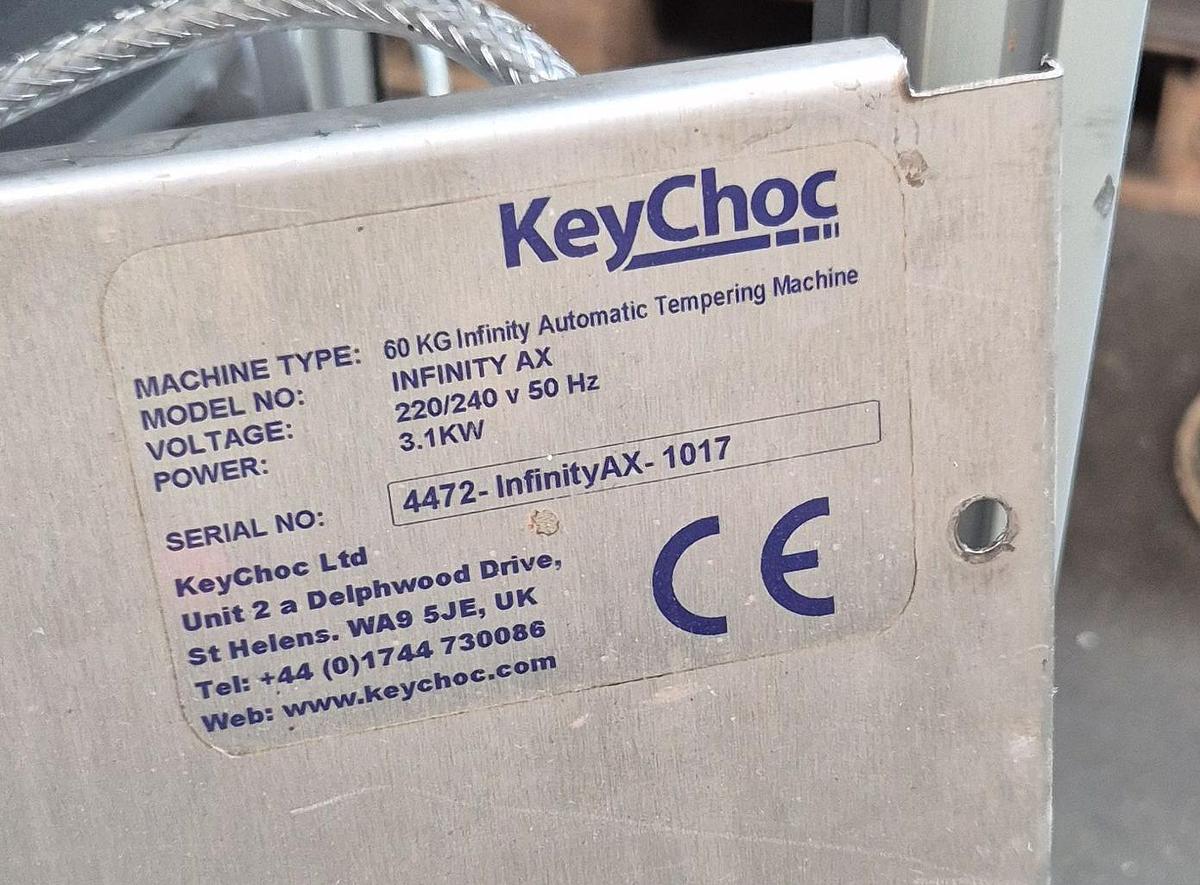 KeyChoc
MACHINE TYPE: 60 KG Infinity Automatic Tempering Machine
MODEL NO: INFINITY AX
VOLTAGE: 220/240 v 50 Hz
POWER: 3.1KW
SERIAL NO: 4472- InfinityAX- 1017
KeyChoc Ltd
Unit 2 a Delphwood Drive,
St Helens. WA9 5JE, UK
Tel: +44 (0)1744 730086
Web: www.keychoc.com
CE